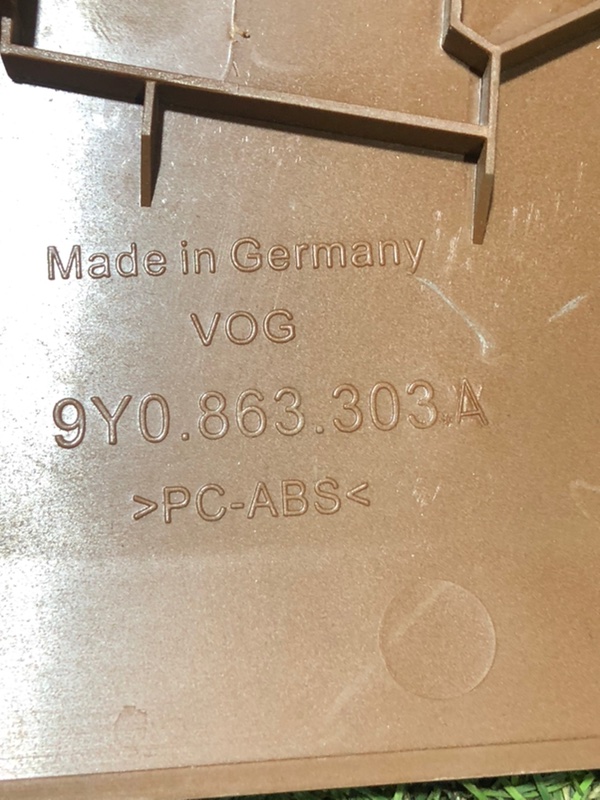 Made in Germany
VOG
9Y0.863.303.A
>PC-ABS<